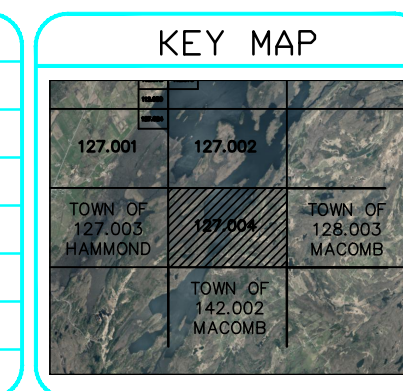 KEY MAP
127.001
127.002
TOWN OF
127.003
HAMMOND
127.004
TOWN OF
128.003
MACOMB
TOWN OF
142.002
MACOMB